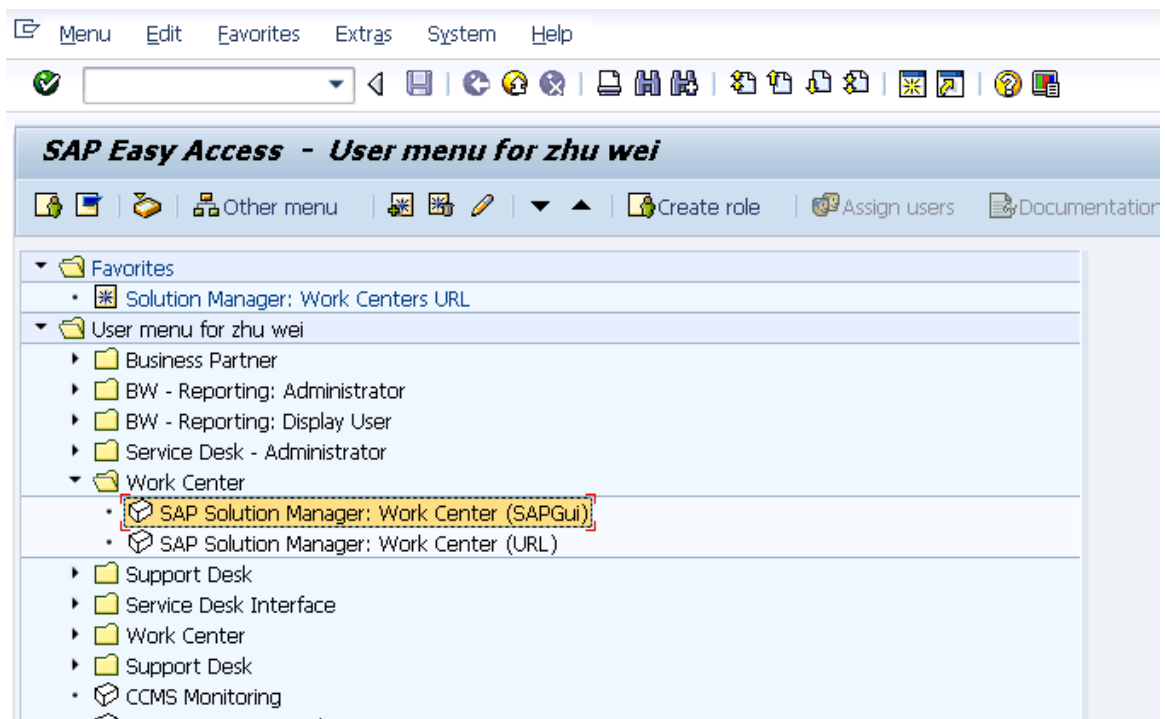 Menu Edit Favorites Extras System Help
SAP Easy Access - User menu for zhu wei
Other menu Create role Assign users Documentation
Favorites
Solution Manager: Work Centers URL
User menu for zhu wei
Business Partner
BW - Reporting: Administrator
BW - Reporting: Display User
Service Desk - Administrator
Work Center
SAP Solution Manager: Work Center (SAPGui)
SAP Solution Manager: Work Center (URL)
Support Desk
Service Desk Interface
Work Center
Support Desk
CCMS Monitoring